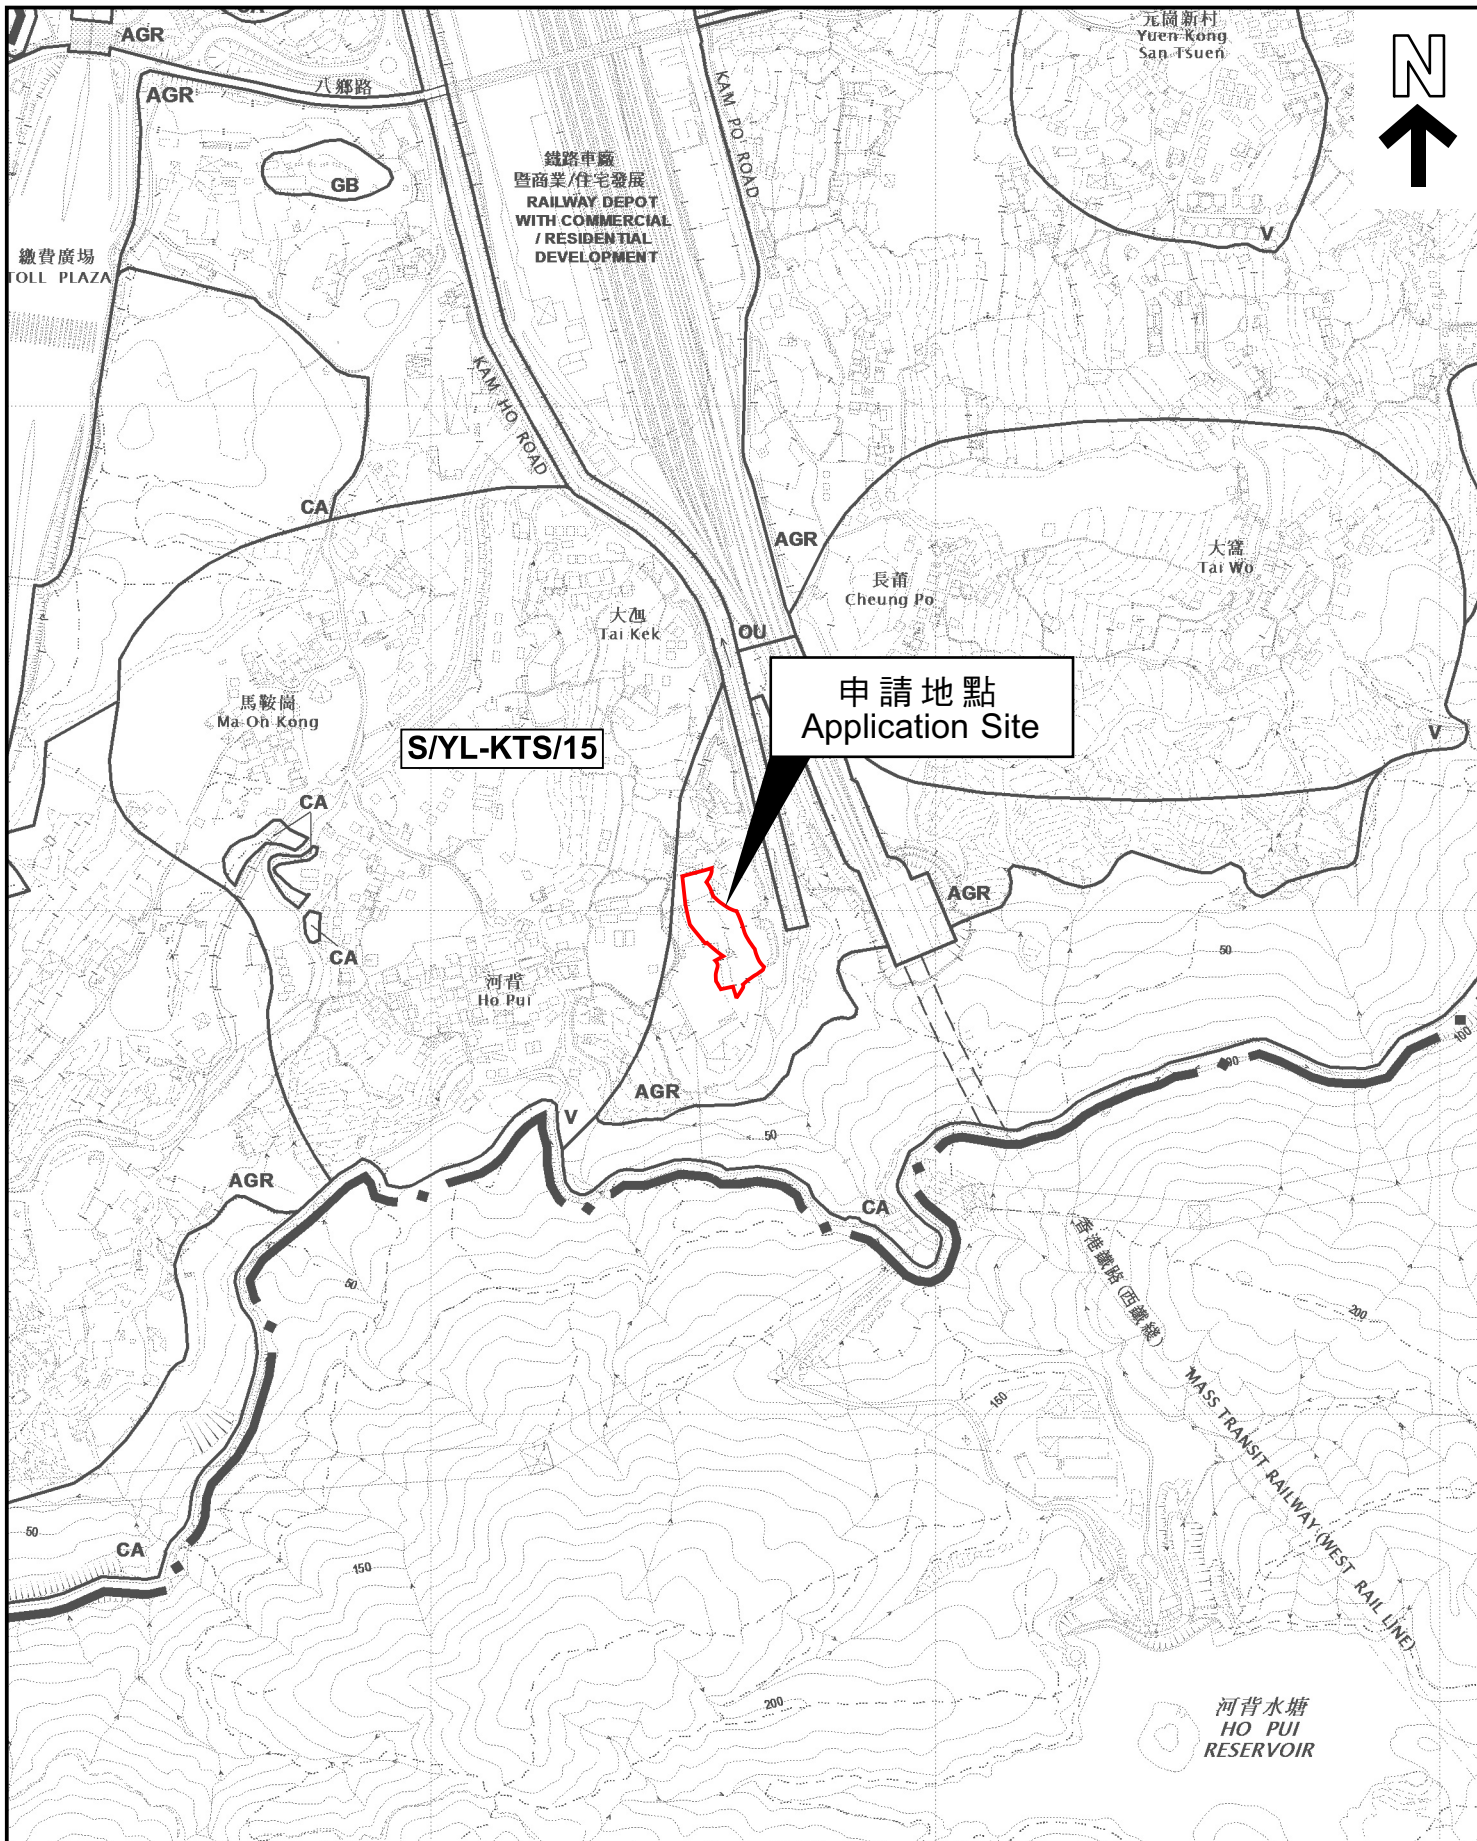 CA
AGR
元崗新村
Yuen Kong
San Tsuen
N
AGR
八鄉路
KAM PO ROAD
鐵路車廠
暨商業/住宅發展
RAILWAY DEPOT
WITH COMMERCIAL
/ RESIDENTIAL
DEVELOPMENT
GB
V
繳費廣場
TOLL PLAZA
KAM HO ROAD
CA
AGR
大窩
Tai Wo
長莆
Cheung Po
Tai Kek
OU
申請地點
Application Site
馬鞍崗
Ma On Kong
S/YL-KTS/15
V
CA
AGR
CA
50
河背
Ho Pui
100
100
AGR
V
50
AGR
CA
香港鐵路(西鐵綫)
50
200
MASS TRANSIT RAILWAY (WEST RAIL LINE)
150
50
CA
150
200
河背水塘
HO PUI
RESERVOIR